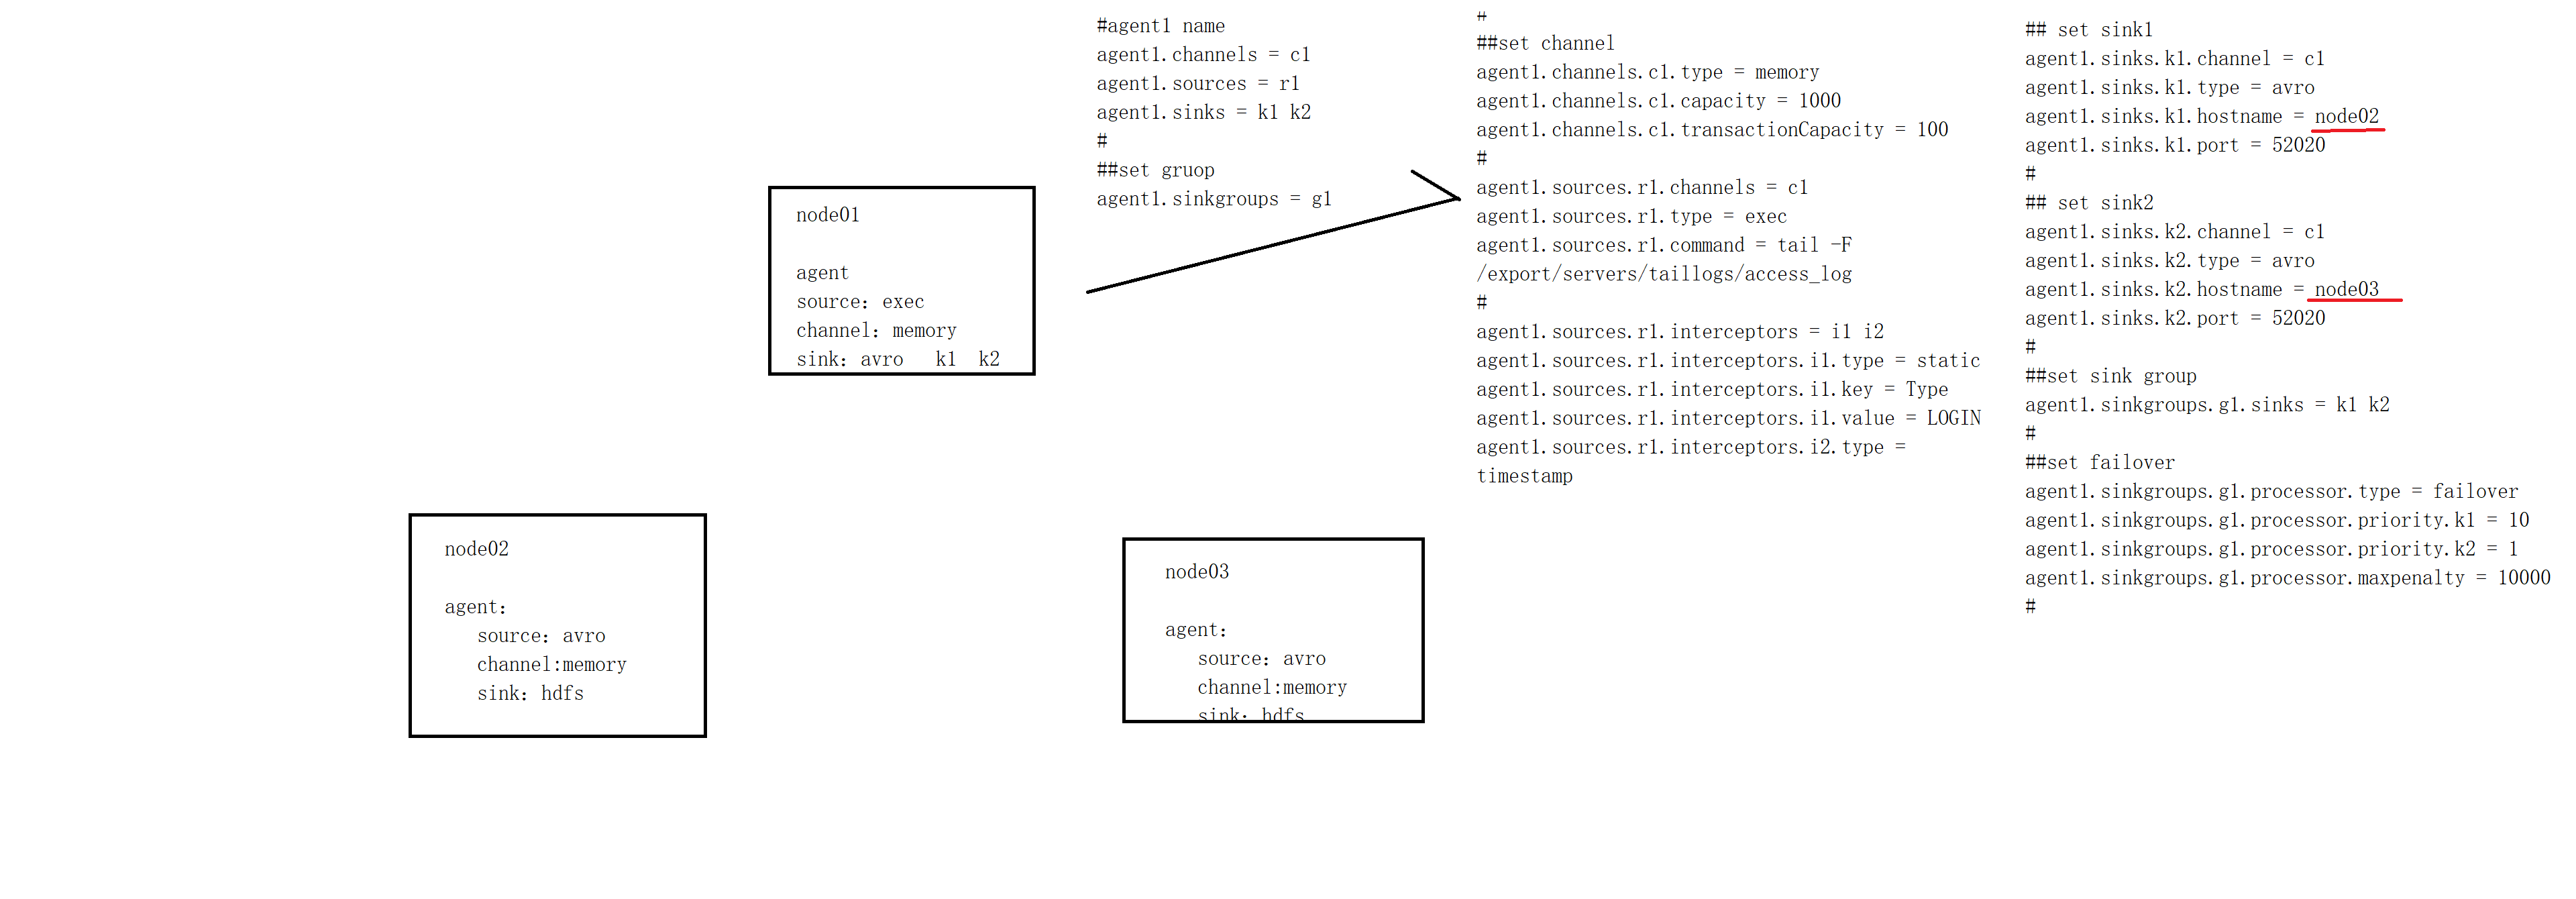 #agent1 name
agent1.channels = c1
agent1.sources = r1
agent1.sinks = k1 k2
#
##set gruop
agent1.sinkgroups = g1
#
##set channel
agent1.channels.c1.type = memory
agent1.channels.c1.capacity = 1000
agent1.channels.c1.transactionCapacity = 100
#
agent1.sources.r1.channels = c1
agent1.sources.r1.type = exec
agent1.sources.r1.command = tail -F
/export/servers/taillogs/access_log
#
agent1.sources.r1.interceptors = i1 i2
agent1.sources.r1.interceptors.i1.type = static
agent1.sources.r1.interceptors.i1.key = Type
agent1.sources.r1.interceptors.i1.value = LOGIN
agent1.sources.r1.interceptors.i2.type =
timestamp
## set sink1
agent1.sinks.k1.channel = c1
agent1.sinks.k1.type = avro
agent1.sinks.k1.hostname = node02
agent1.sinks.k1.port = 52020
#
## set sink2
agent1.sinks.k2.channel = c1
agent1.sinks.k2.type = avro
agent1.sinks.k2.hostname = node03
agent1.sinks.k2.port = 52020
#
##set sink group
agent1.sinkgroups.g1.sinks = k1 k2
#
##set failover
agent1.sinkgroups.g1.processor.type = failover
agent1.sinkgroups.g1.processor.priority.k1 = 10
agent1.sinkgroups.g1.processor.priority.k2 = 1
agent1.sinkgroups.g1.processor.maxpenalty = 10000
#
node01
agent
source: exec
channel: memory
sink: avro k1 k2
node02
agent:
source: avro
channel:memory
sink: hdfs
node03
agent:
source: avro
channel:memory
sink: hdfs